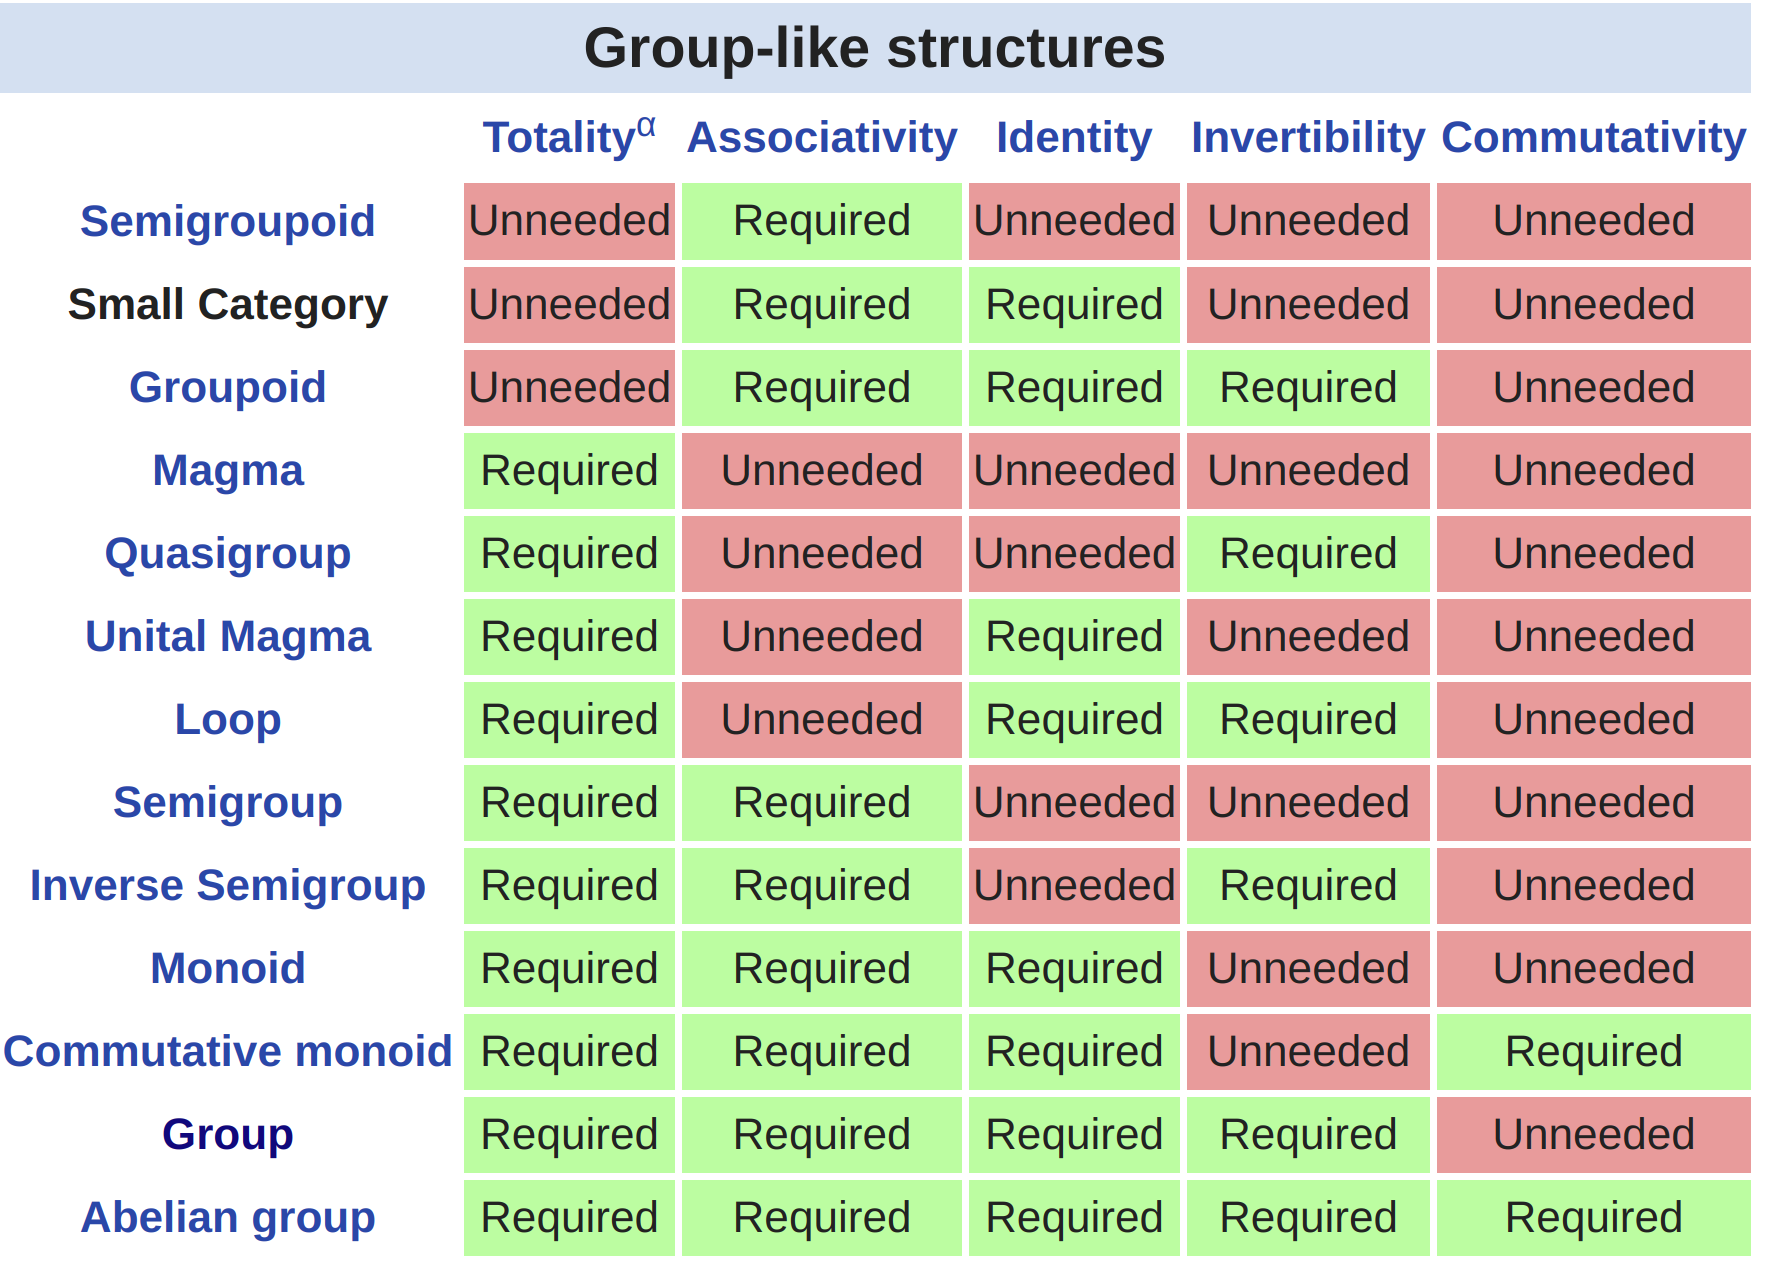 Group-like structures
Totalityα Associativity Identity Invertibility Commutativity
Semigroupoid Unneeded Required Unneeded Unneeded Unneeded
Small Category Unneeded Required Required Unneeded Unneeded
Groupoid Unneeded Required Required Required Unneeded
Magma Required Unneeded Unneeded Unneeded Unneeded
Quasigroup Required Unneeded Unneeded Required Unneeded
Unital Magma Required Unneeded Required Unneeded Unneeded
Loop Required Unneeded Required Required Unneeded
Semigroup Required Required Unneeded Unneeded Unneeded
Inverse Semigroup Required Required Unneeded Required Unneeded
Monoid Required Required Required Unneeded Unneeded
Commutative monoid Required Required Required Unneeded Required
Group Required Required Required Required Unneeded
Abelian group Required Required Required Required Required